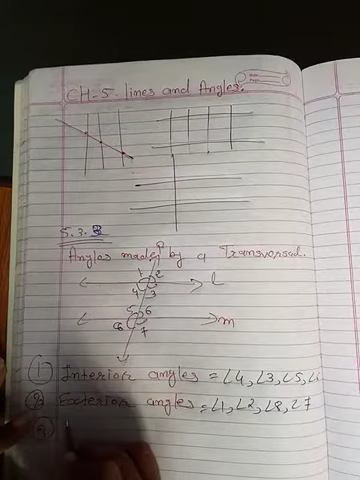 CH-5. lines and Angles.
5.3.3
Angles made by a Transversal.
P
1 2
l
4 3
5 6
m
8 7
① Interior angles = ∠4, ∠3, ∠5,
② Exterior angles = ∠1, ∠2, ∠8, ∠7
③